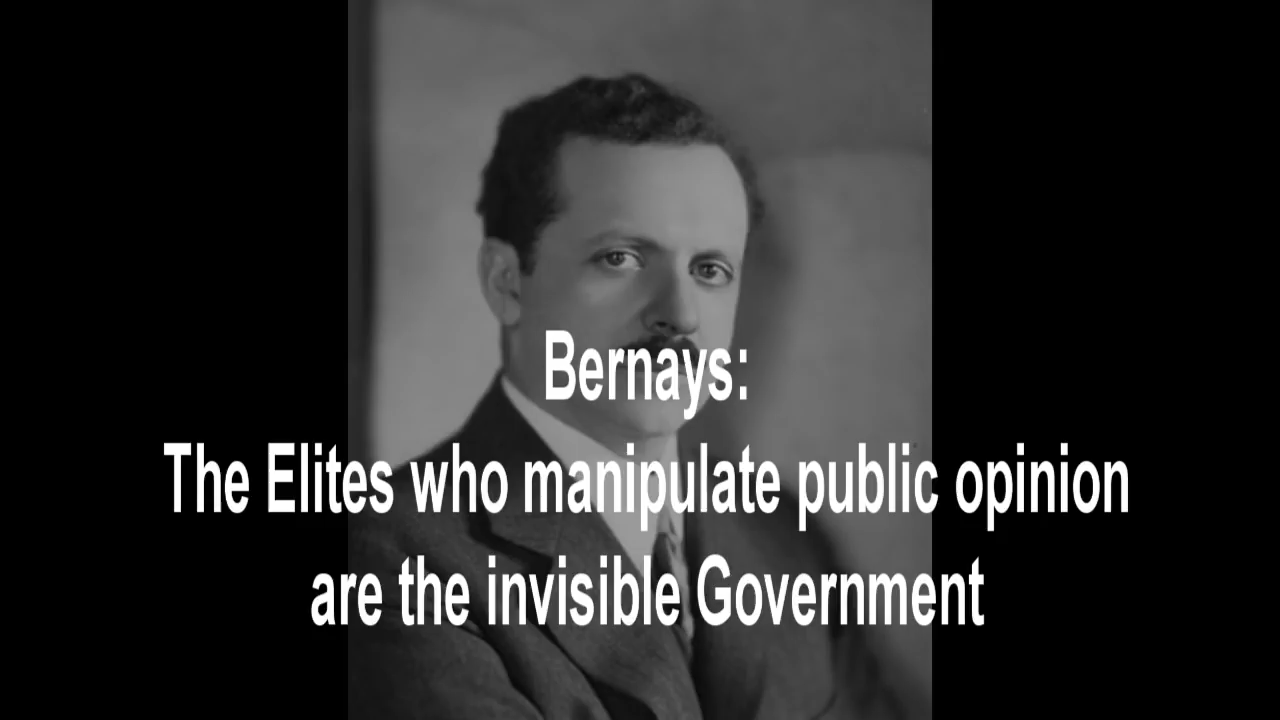 Bernays:
The Elites who manipulate public opinion
are the invisible Government